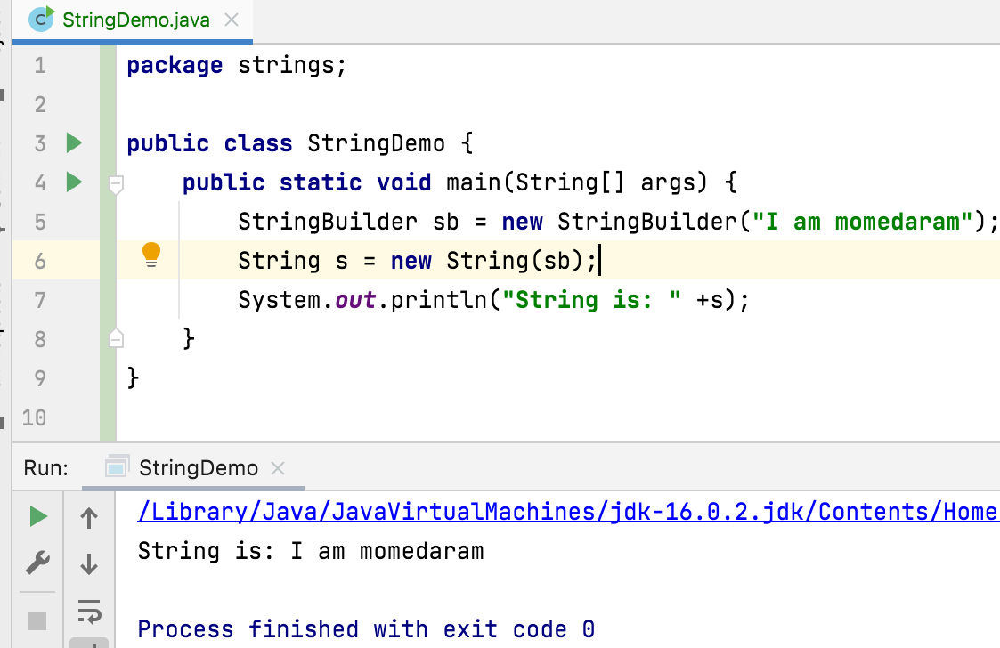 StringDemo.java
1 package strings;
2
3 public class StringDemo {
4 public static void main(String[] args) {
5 StringBuilder sb = new StringBuilder("I am momedaram");
6 String s = new String(sb);
7 System.out.println("String is: " +s);
8 }
9 }
10
Run: StringDemo
/Library/Java/JavaVirtualMachines/jdk-16.0.2.jdk/Contents/Home
String is: I am momedaram
Process finished with exit code 0